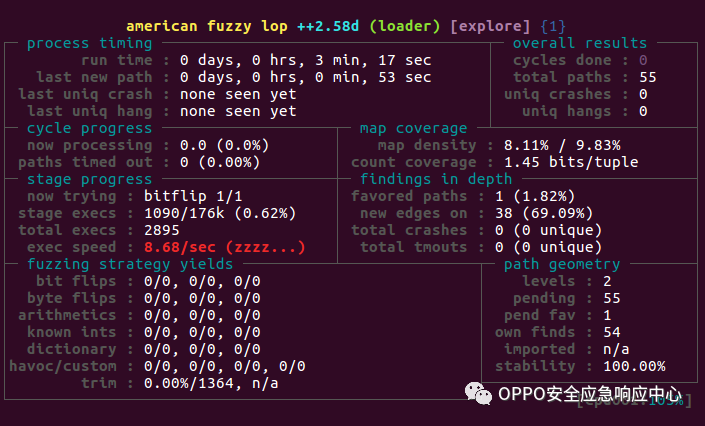 american fuzzy lop ++2.58d (loader) [explore] {1}
process timing overall results
run time : 0 days, 0 hrs, 3 min, 17 sec cycles done : 0
last new path : 0 days, 0 hrs, 0 min, 53 sec total paths : 55
last uniq crash : none seen yet uniq crashes : 0
last uniq hang : none seen yet uniq hangs : 0
cycle progress map coverage
now processing : 0.0 (0.0%) map density : 8.11% / 9.83%
paths timed out : 0 (0.00%) count coverage : 1.45 bits/tuple
stage progress findings in depth
now trying : bitflip 1/1 favored paths : 1 (1.82%)
stage execs : 1090/176k (0.62%) new edges on : 38 (69.09%)
total execs : 2895 total crashes : 0 (0 unique)
exec speed : 8.68/sec (zzzz...) total tmouts : 0 (0 unique)
fuzzing strategy yields path geometry
bit flips : 0/0, 0/0, 0/0 levels : 2
byte flips : 0/0, 0/0, 0/0 pending : 55
arithmetics : 0/0, 0/0, 0/0 pend fav : 1
known ints : 0/0, 0/0, 0/0 own finds : 54
dictionary : 0/0, 0/0, 0/0 imported : n/a
havoc/custom : 0/0, 0/0, 0/0, 0/0 stability : 100.00%
trim : 0.00%/1364, n/a
OPPO安全应急响应中心